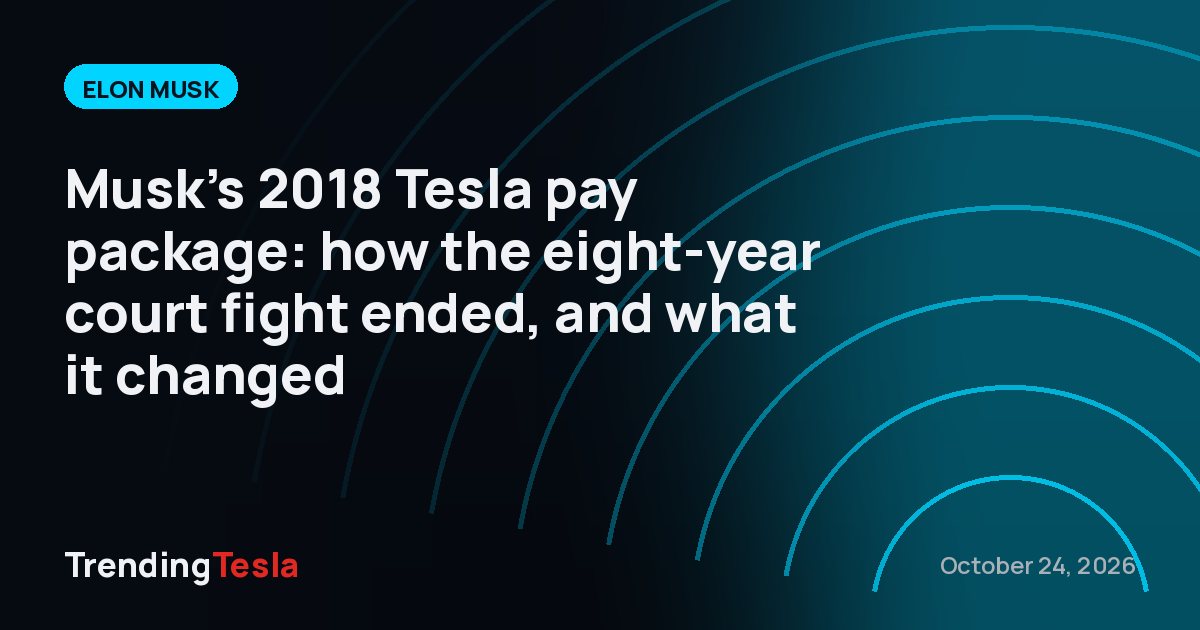 ELON MUSK
Musk’s 2018 Tesla pay
package: how the eight-year
court fight ended, and what
it changed
TrendingTesla
October 24, 2026